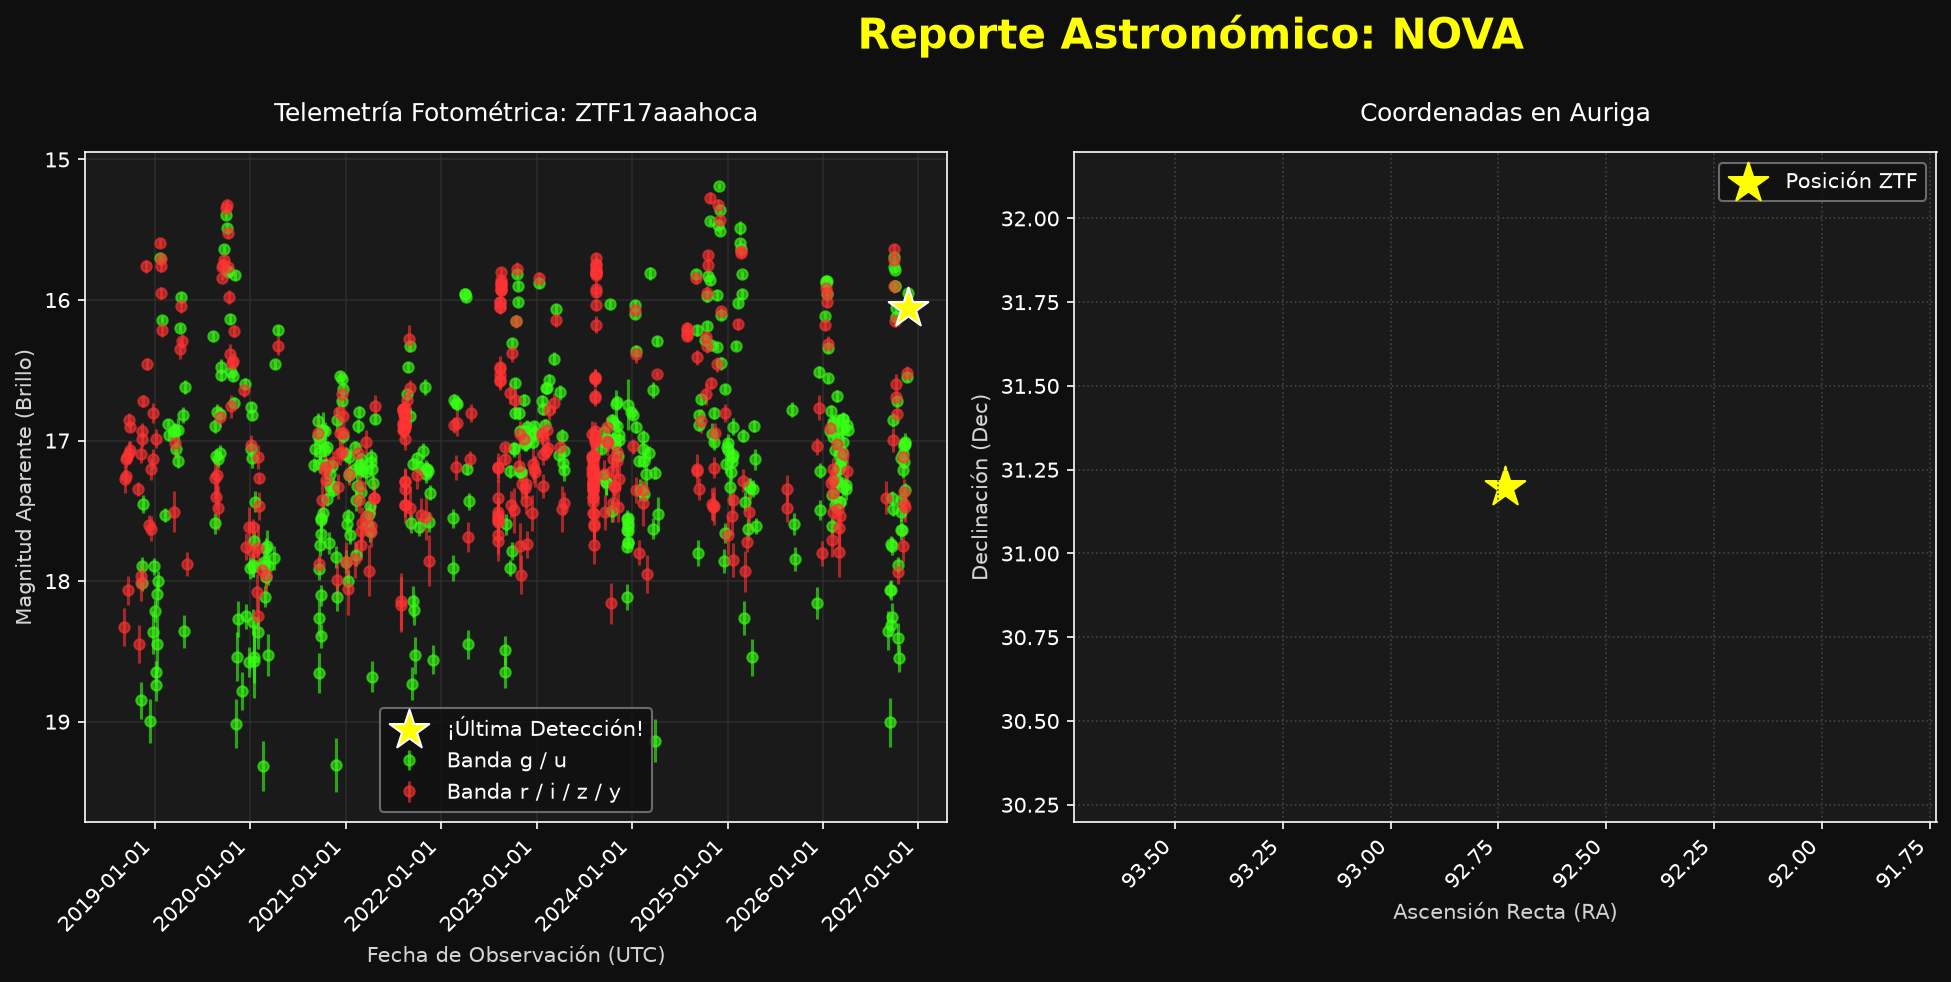 Reporte Astronómico: NOVA
Telemetría Fotométrica: ZTF17aaahoca
Magnitud Aparente (Brillo)
15
16
17
18
19
¡Última Detección!
Banda g / u
Banda r / i / z / y
2019-01-01
2020-01-01
2021-01-01
2022-01-01
2023-01-01
2024-01-01
2025-01-01
2026-01-01
2027-01-01
Fecha de Observación (UTC)
Coordenadas en Auriga
Posición ZTF
Declinación (Dec)
32.00
31.75
31.50
31.25
31.00
30.75
30.50
30.25
93.50
93.25
93.00
92.75
92.50
92.25
92.00
91.75
Ascensión Recta (RA)